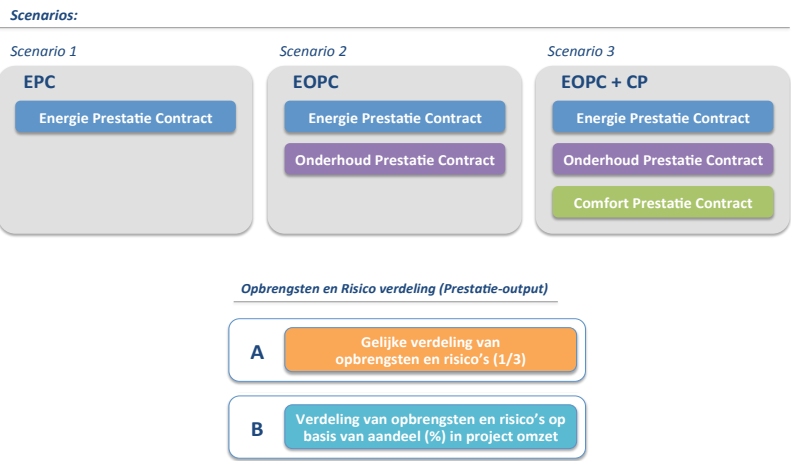 Scenarios:
Scenario 1
EPC
Energie Prestatie Contract
Scenario 2
EOPC
Energie Prestatie Contract
Onderhoud Prestatie Contract
Scenario 3
EOPC + CP
Energie Prestatie Contract
Onderhoud Prestatie Contract
Comfort Prestatie Contract
Opbrengsten en Risico verdeling (Prestatie-output)
A
Gelijke verdeling van
opbrengsten en risico's (1/3)
B
Verdeling van opbrengsten en risico's op
basis van aandeel (%) in project omzet